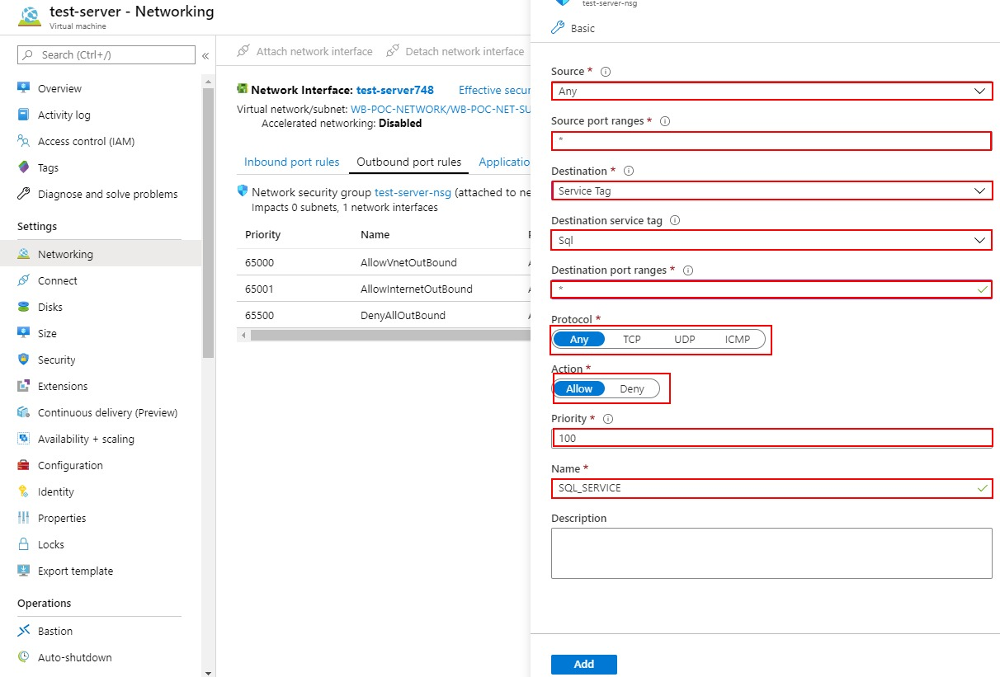 test-server - Networking
Virtual machine
Search (Ctrl+/)
«
Overview
Activity log
Access control (IAM)
Tags
Diagnose and solve problems
Settings
Networking
Connect
Disks
Size
Security
Extensions
Continuous delivery (Preview)
Availability + scaling
Configuration
Identity
Properties
Locks
Export template
Operations
Bastion
Auto-shutdown
Attach network interface Detach network interface
Network Interface: test-server748 Effective secur
Virtual network/subnet: WB-POC-NETWORK/WB-POC-NET-SU
Accelerated networking: Disabled
Inbound port rules Outbound port rules Applicatio
Network security group test-server-nsg (attached to ne
Impacts 0 subnets, 1 network interfaces
Priority Name
65000 AllowVnetOutBound
65001 AllowInternetOutBound
65500 DenyAllOutBound
test-server-nsg
Basic
Source *
Any
Source port ranges *
*
Destination *
Service Tag
Destination service tag
Sql
Destination port ranges *
*
Protocol *
Any TCP UDP ICMP
Action *
Allow Deny
Priority *
100
Name *
SQL_SERVICE
Description
Add